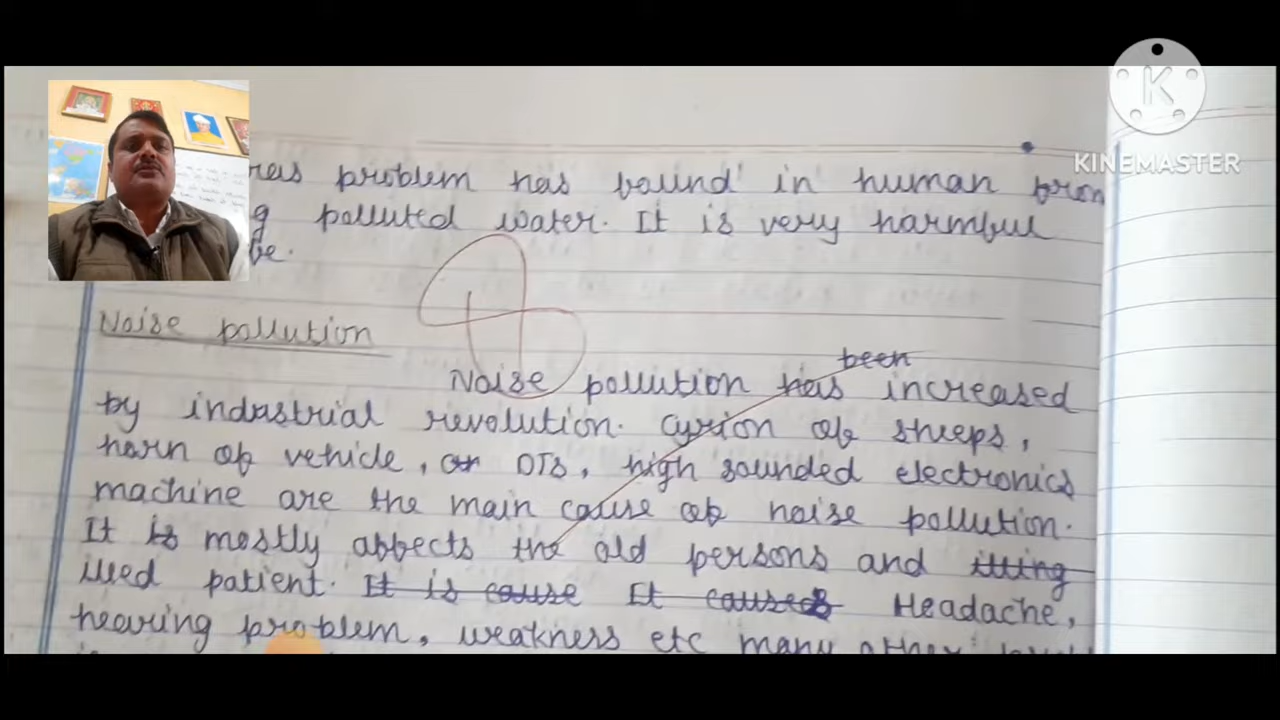 KINEMASTER
problem has found in human from
polluted water. It is very harmful
Noise pollution
been
Noise pollution has increased
by indastrial revolution. Cyrion of sheeps,
horn of vehicle, or DJs, high sounded electronics
machine are the main cause of noise pollution.
It is mostly affects the old persons and
illed patient. It is cause It causes Headache,
hearing problem, weakness etc many other